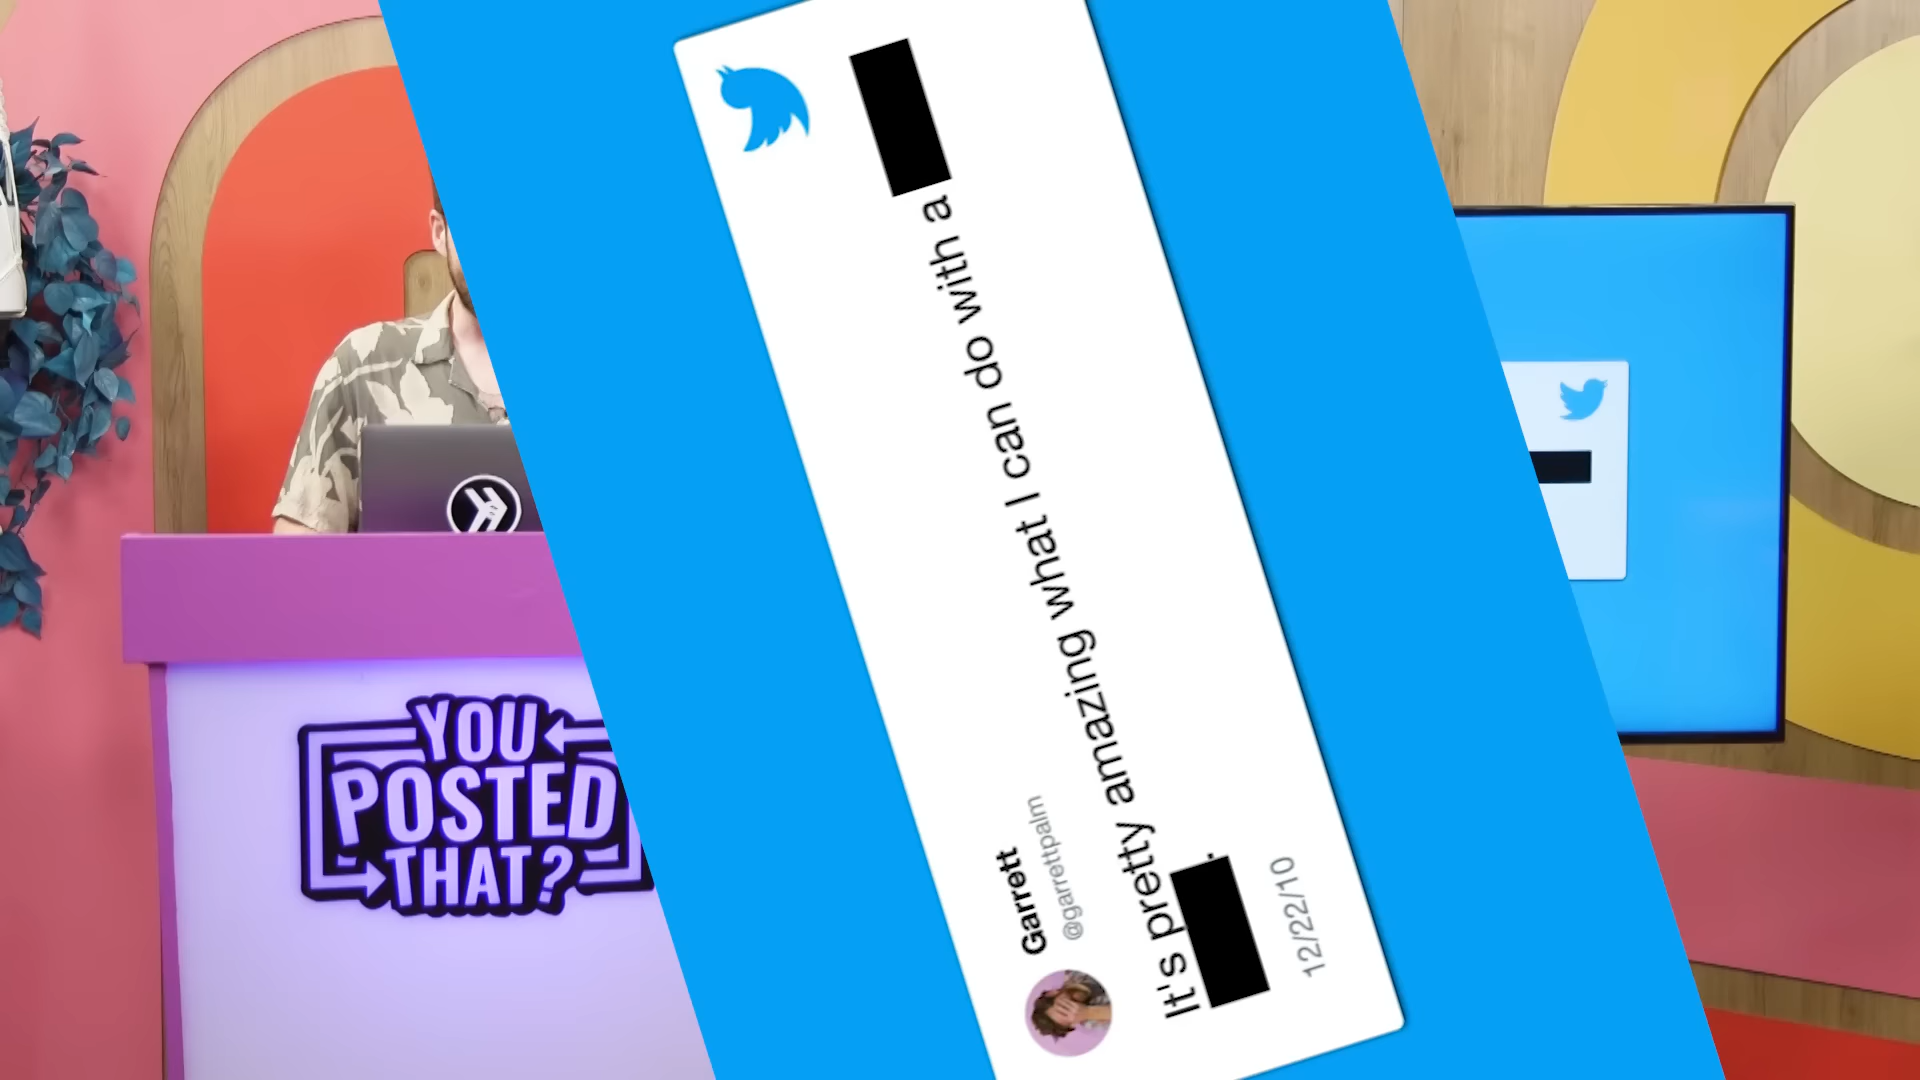 YOU
POSTED
THAT?
Garrett
@garrettpalm
It's pretty amazing what I can do with a
.
12/22/10